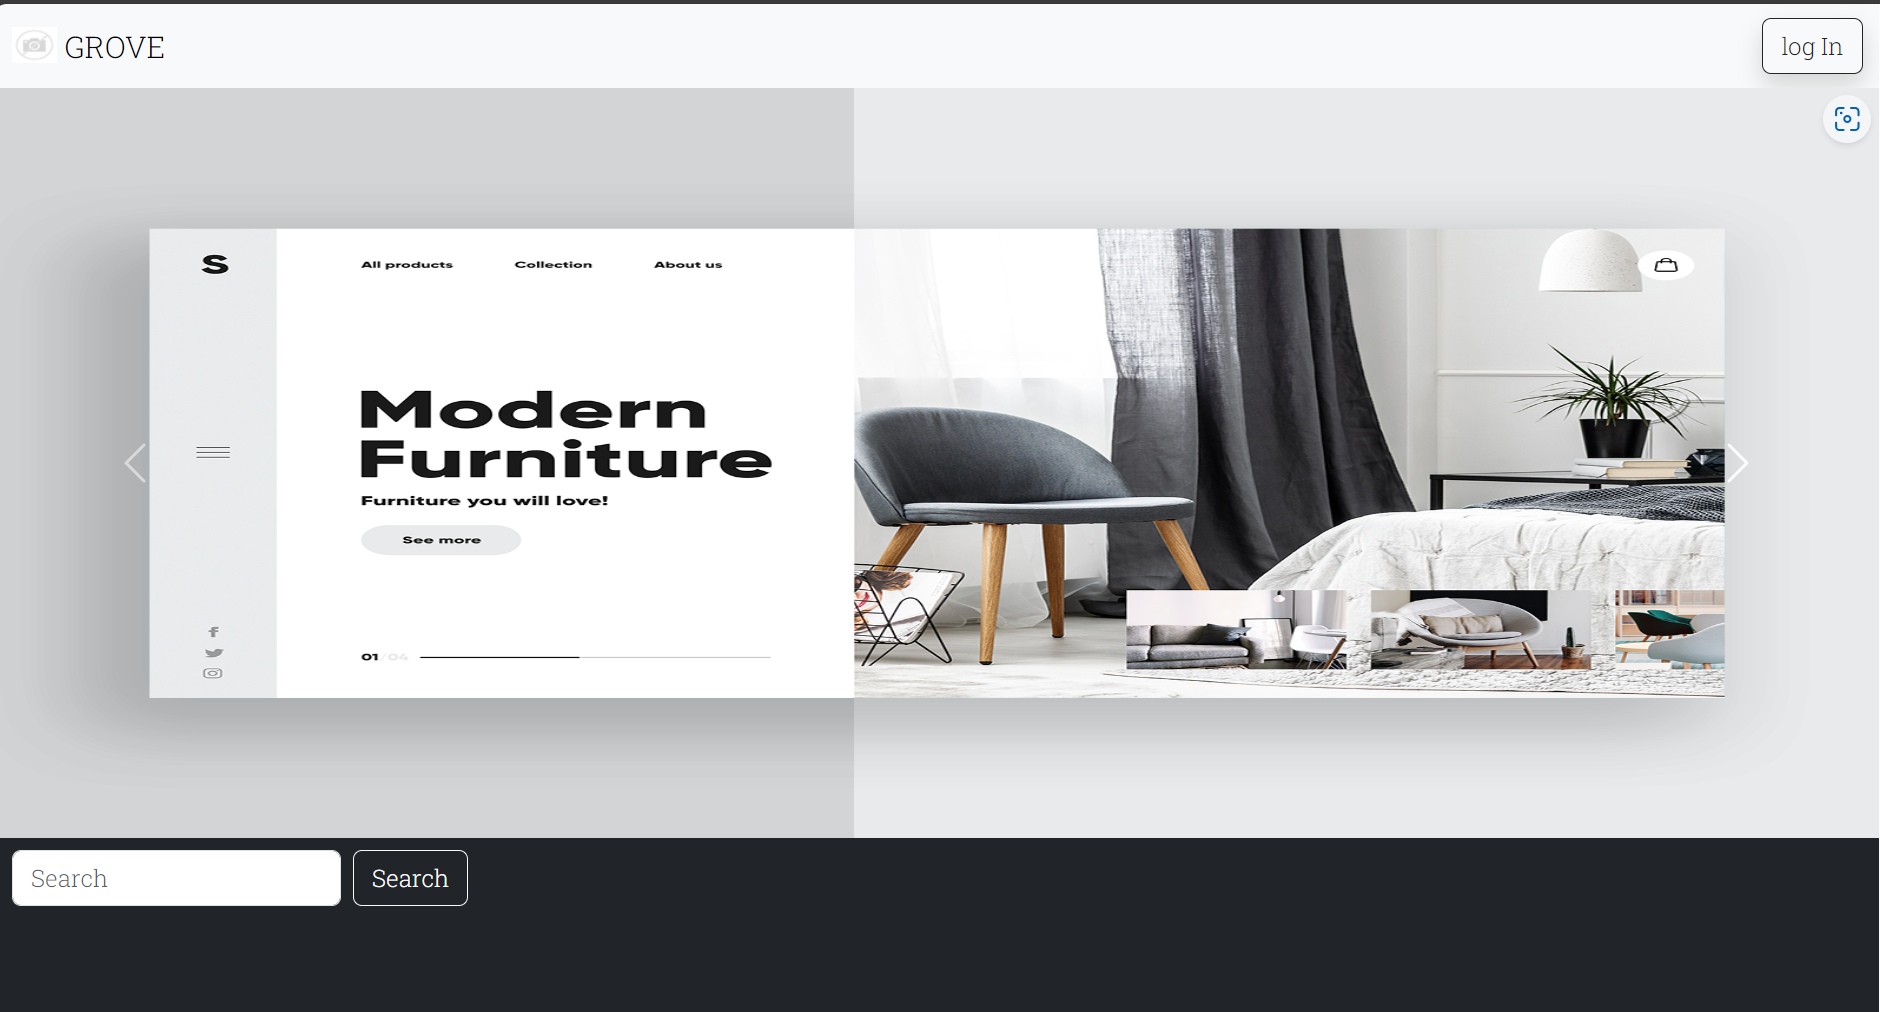 GROVE
log In
S
All products
Collection
About us
Modern
Furniture
Furniture you will love!
See more
01/04
Search
Search